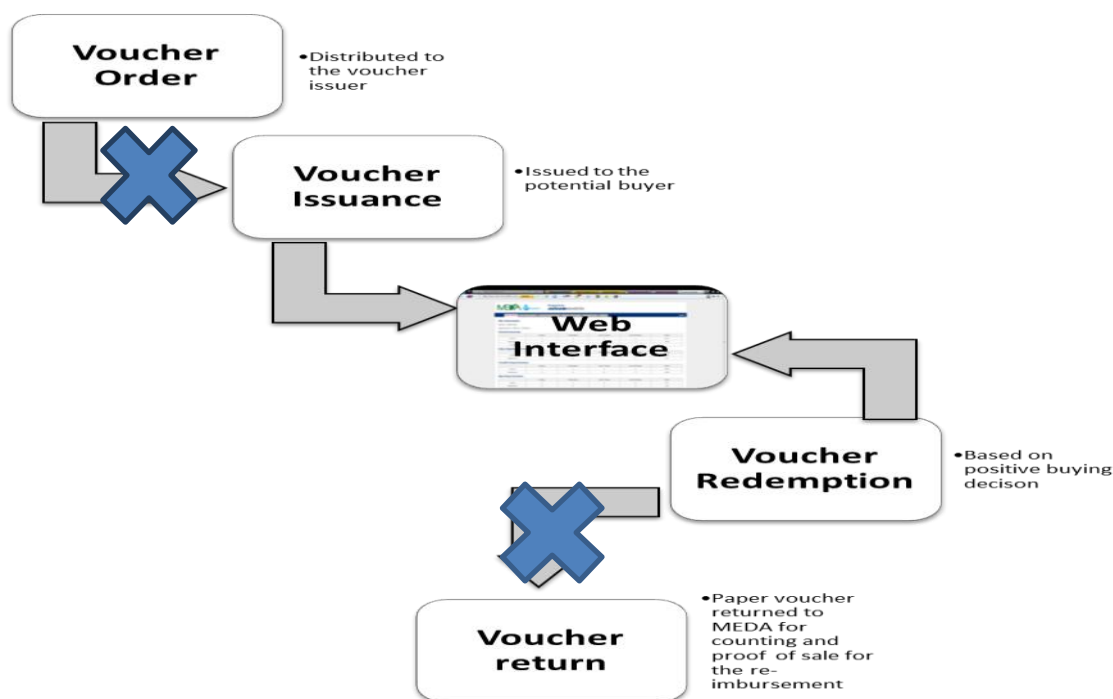 Voucher
Order
•Distributed to
the voucher
issuer
Voucher
Issuance
•Issued to the
potential buyer
MEDA
Web
Interface
Voucher
Redemption
•Based on
positive buying
decison
Voucher
return
•Paper voucher
returned to
MEDA for
counting and
proof of sale for
the re-
imbursement